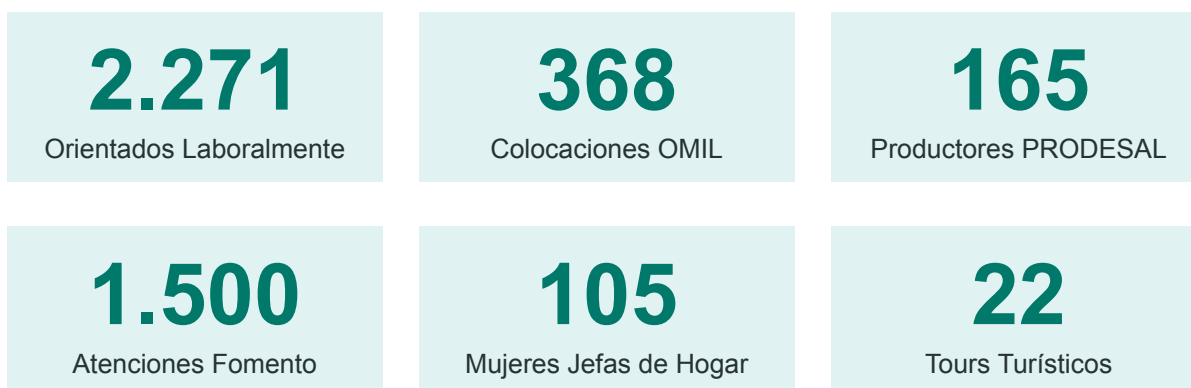 2.271
Orientados Laboralmente
368
Colocaciones OMIL
165
Productores PRODESAL
1.500
Atenciones Fomento
105
Mujeres Jefas de Hogar
22
Tours Turísticos